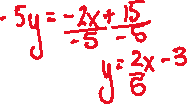 -5y = -2x + 15
-5 -5
y = 2x - 3
5